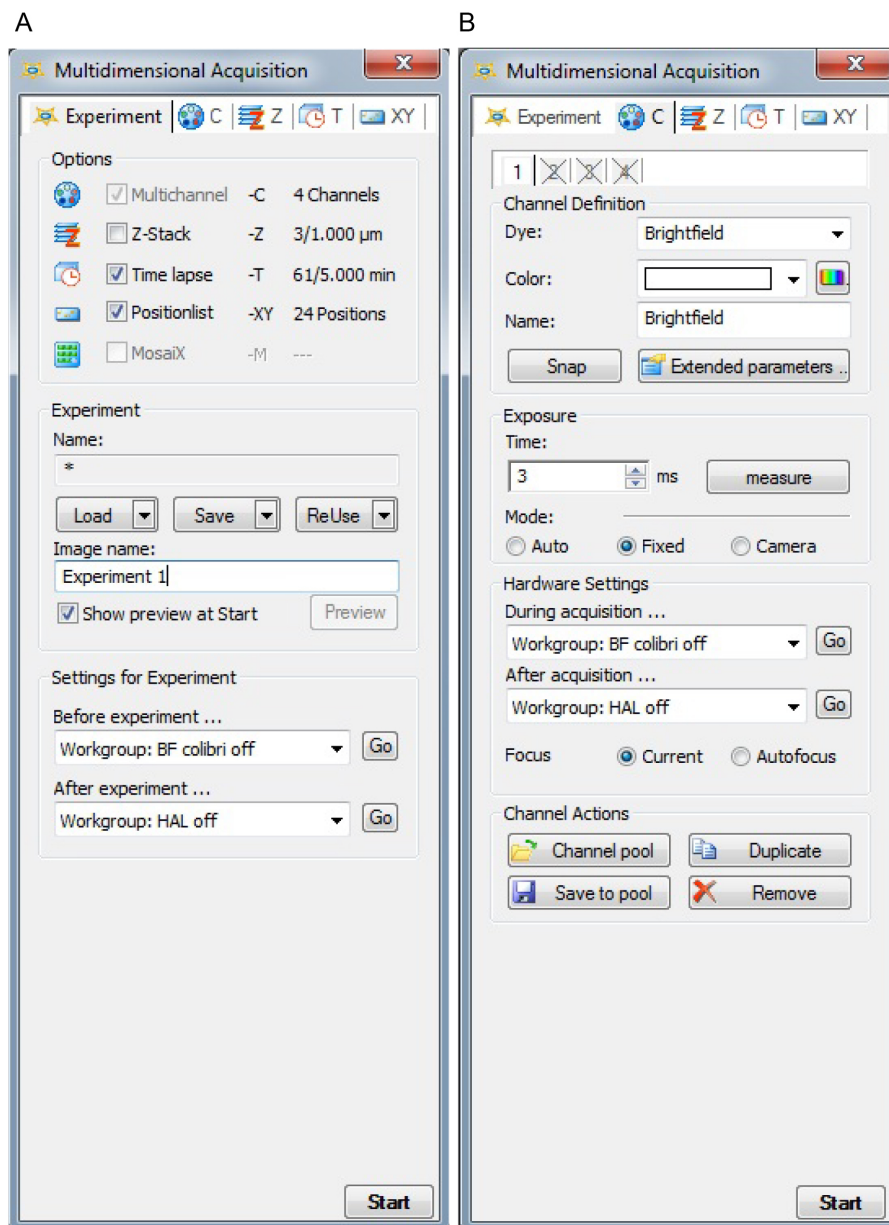 A
Multidimensional Acquisition
Experiment C Z T XY
Options
Multichannel -C 4 Channels
Z-Stack -Z 3/1.000 µm
Time lapse -T 61/5.000 min
Positionlist -XY 24 Positions
MosaiX -M ---
Experiment
Name:
*
Load Save ReUse
Image name:
Experiment 1
Show preview at Start Preview
Settings for Experiment
Before experiment ...
Workgroup: BF colibri off Go
After experiment ...
Workgroup: HAL off Go
Start
B
Multidimensional Acquisition
Experiment C Z T XY
1 2 3 4
Channel Definition
Dye: Brightfield
Color:
Name: Brightfield
Snap Extended parameters ..
Exposure
Time:
3 ms measure
Mode:
Auto Fixed Camera
Hardware Settings
During acquisition ...
Workgroup: BF colibri off Go
After acquisition ...
Workgroup: HAL off Go
Focus Current Autofocus
Channel Actions
Channel pool Duplicate
Save to pool Remove
Start